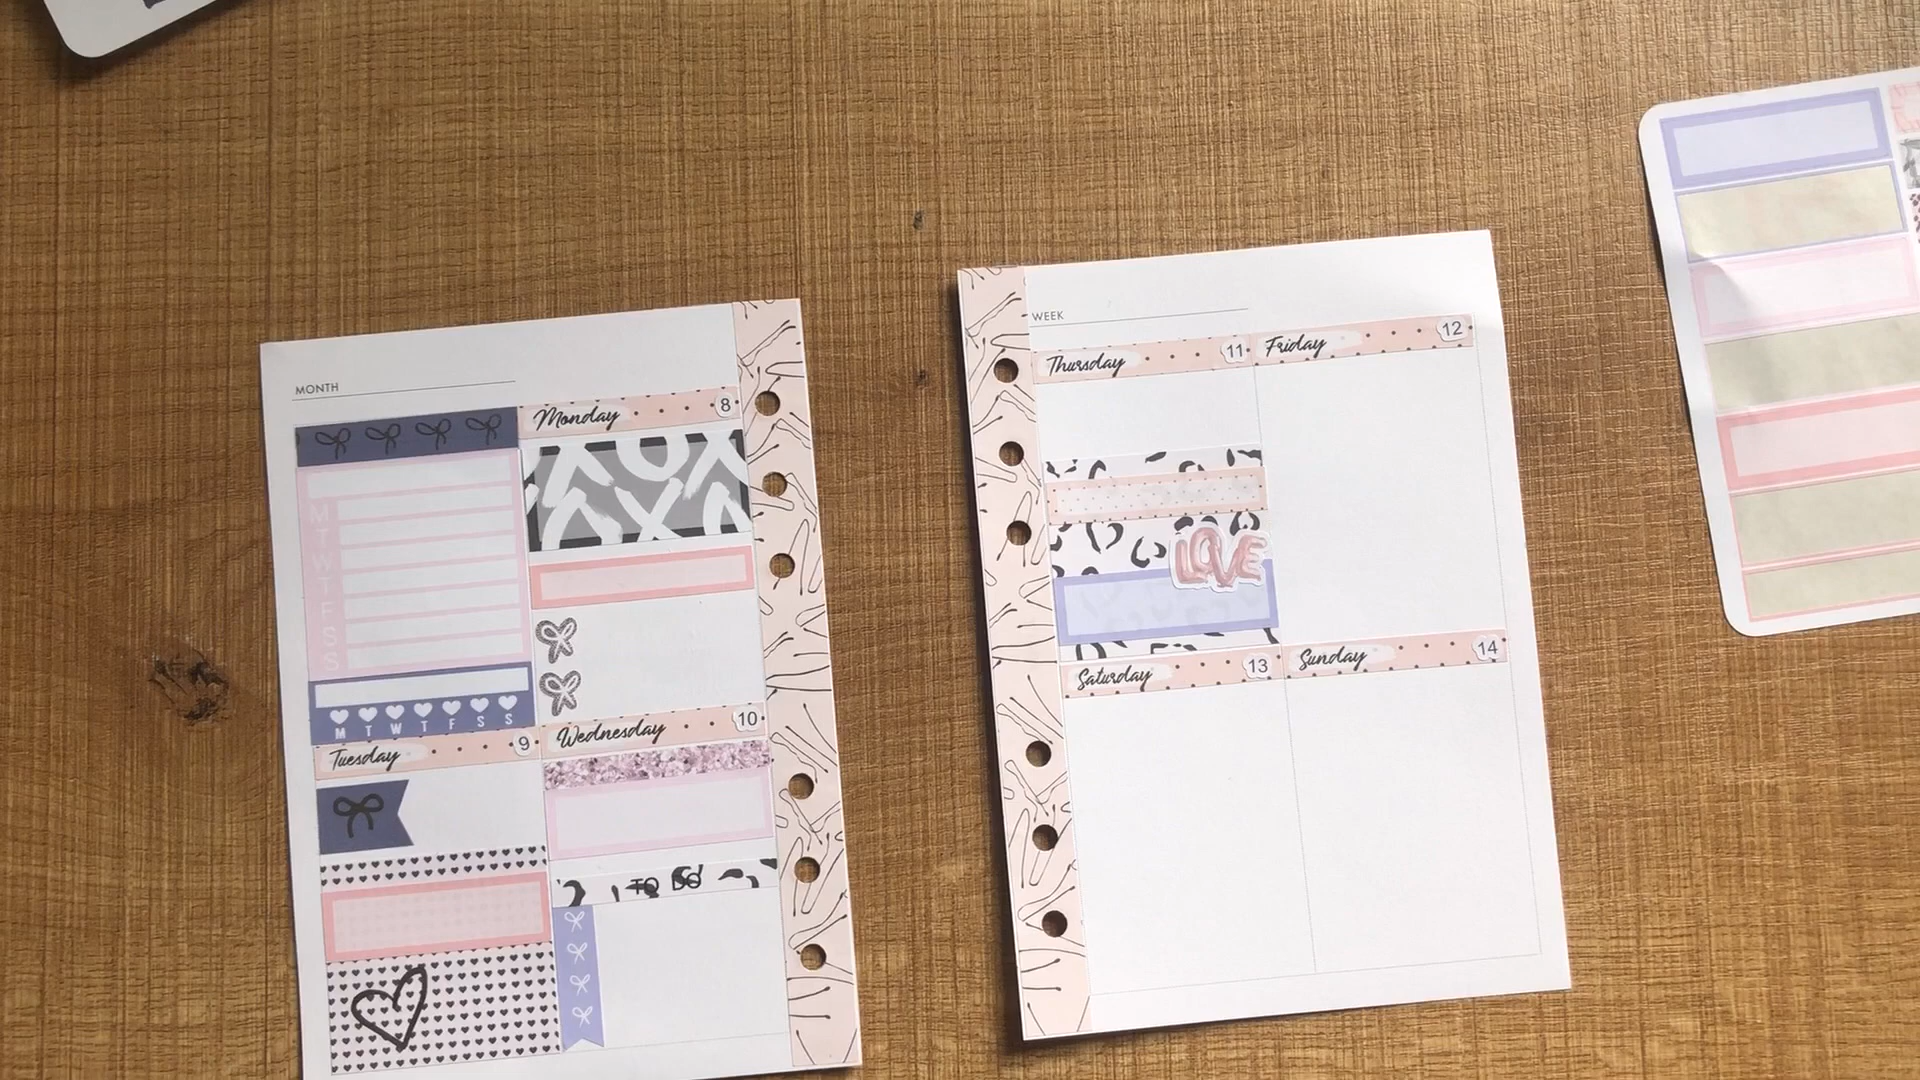 MONTH
Monday 8
M
T
W
T
F
S
S
M T W T F S S
Tuesday 9
Wednesday 10
TO DO
WEEK
Thursday 11
Friday 12
LOVE
Saturday 13
Sunday 14